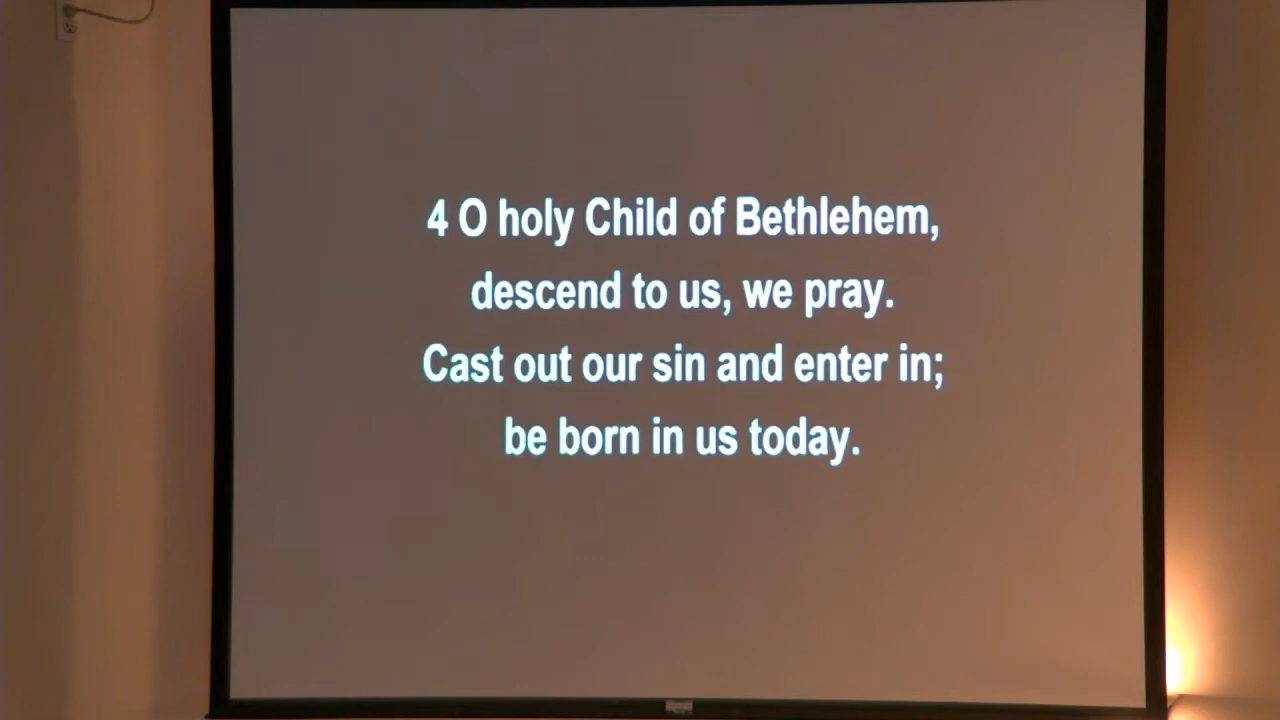 4 O holy Child of Bethlehem,
descend to us, we pray.
Cast out our sin and enter in;
be born in us today.